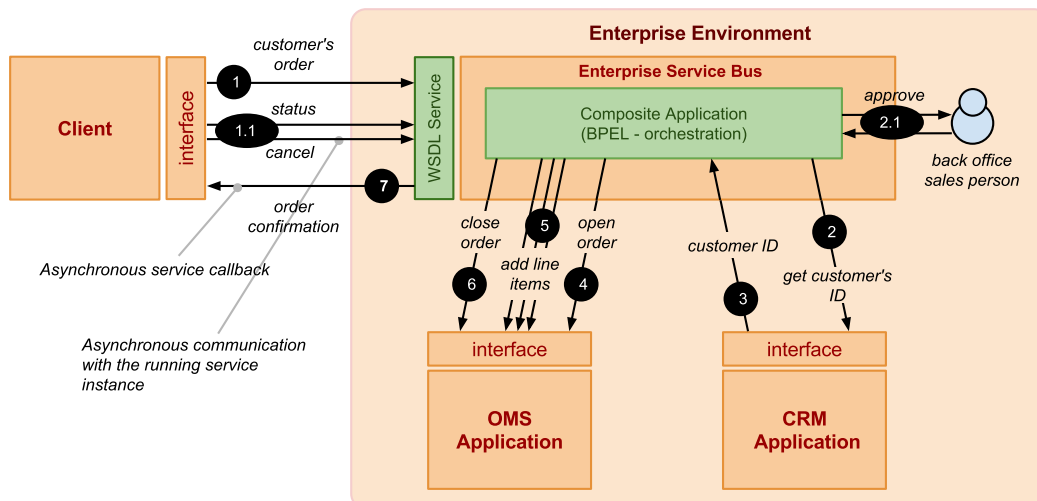 Enterprise Environment
Enterprise Service Bus
Client
interface
customer's
order
1
status
1.1
cancel
7
order
confirmation
WSDL Service
Composite Application
(BPEL - orchestration)
approve
2.1
back office
sales person
close
order
5
add line
items
open
order
customer ID
2
get customer's
ID
6
4
3
Asynchronous service callback
Asynchronous communication
with the running service
instance
interface
OMS
Application
interface
CRM
Application